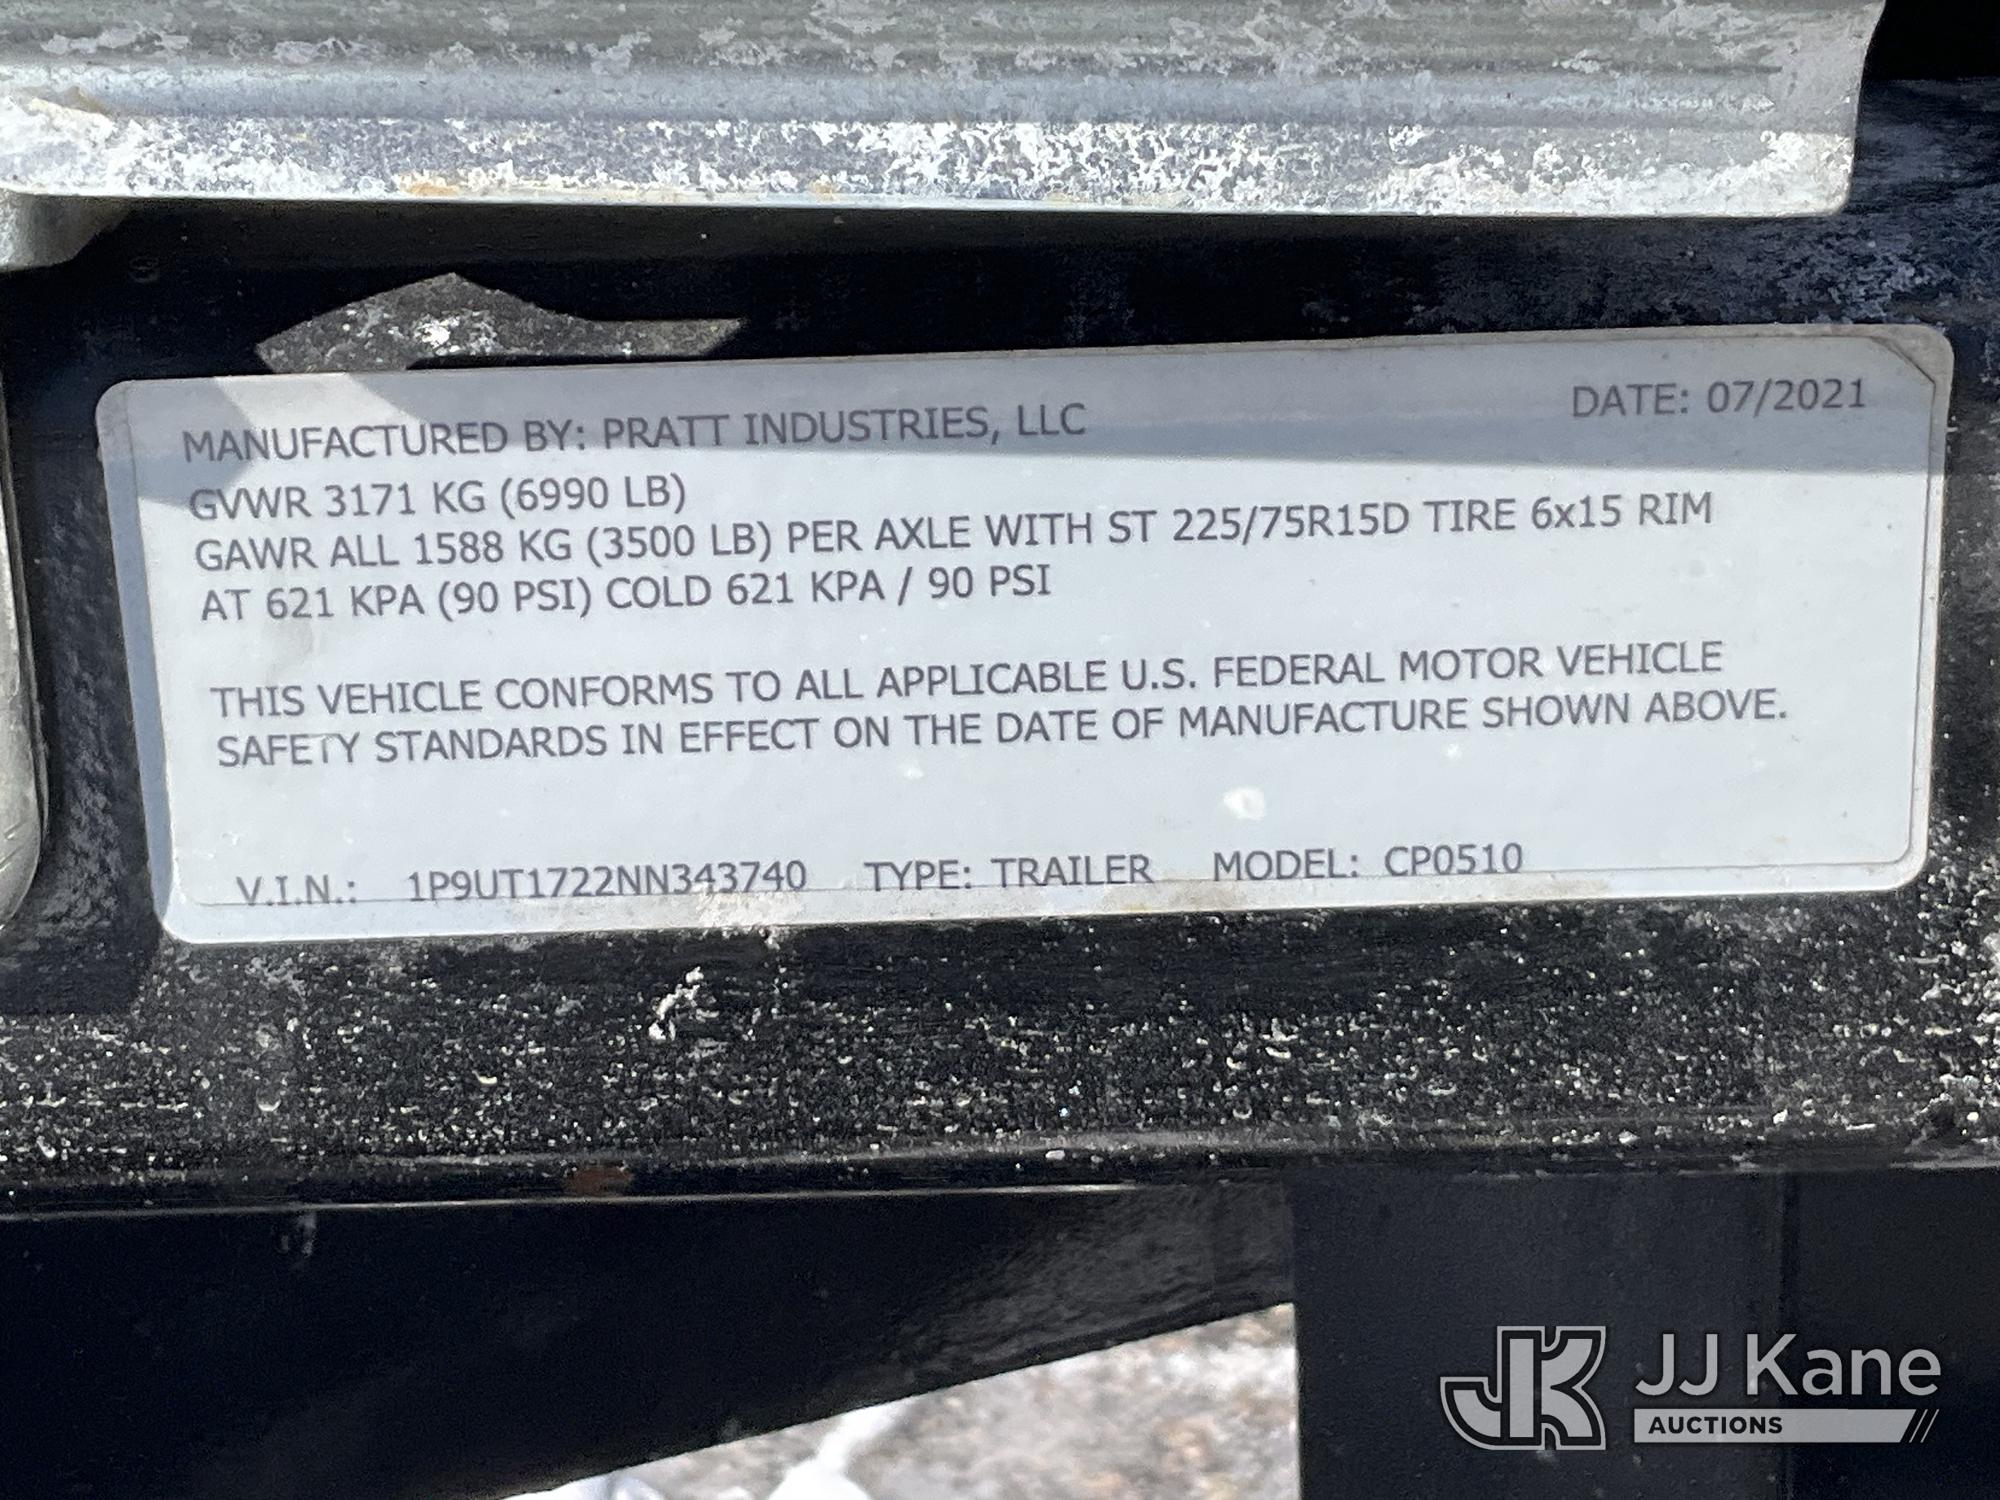 MANUFACTURED BY: PRATT INDUSTRIES, LLC DATE: 07/2021
GVWR 3171 KG (6990 LB)
GAWR ALL 1588 KG (3500 LB) PER AXLE WITH ST 225/75R15D TIRE 6x15 RIM
AT 621 KPA (90 PSI) COLD 621 KPA / 90 PSI
THIS VEHICLE CONFORMS TO ALL APPLICABLE U.S. FEDERAL MOTOR VEHICLE
SAFETY STANDARDS IN EFFECT ON THE DATE OF MANUFACTURE SHOWN ABOVE.
V.I.N.: 1P9UT1722NN343740 TYPE: TRAILER MODEL: CP0510
JK JJ Kane
AUCTIONS